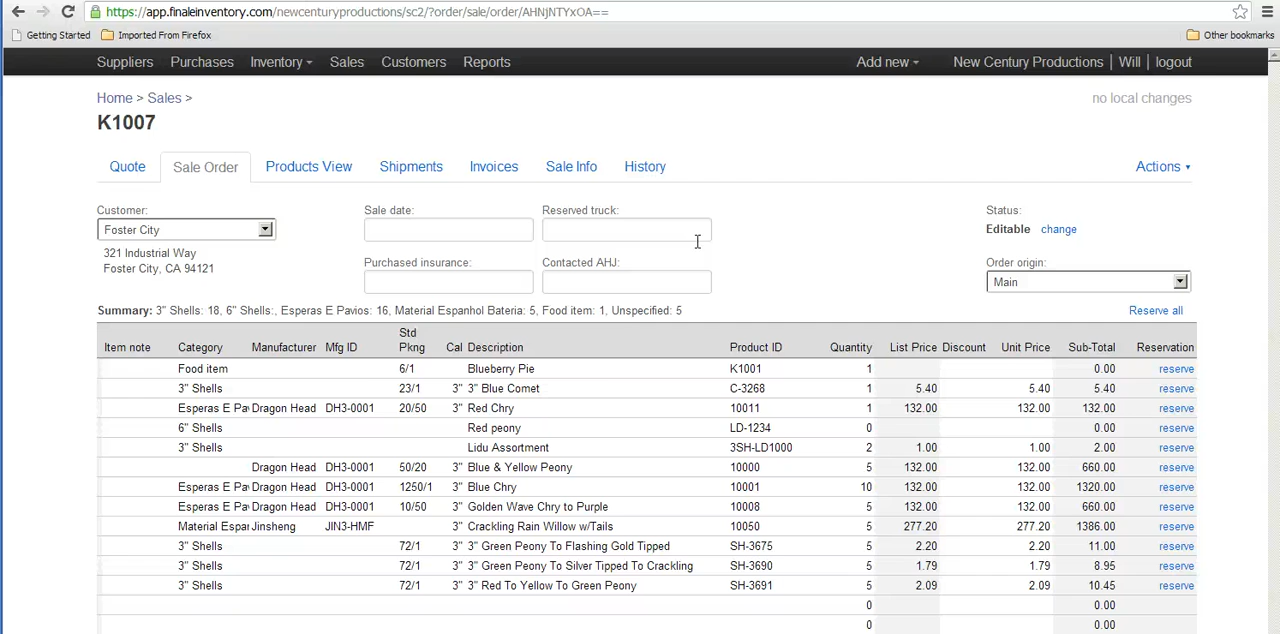 https://app.finaleinventory.com/newcenturyproductions/sc2/?order/sale/order/AHNjNTYxOA==
Getting Started Imported From Firefox Other bookmarks
Suppliers Purchases Inventory Sales Customers Reports Add new New Century Productions | Will | logout
Home > Sales > no local changes
K1007
Quote Sale Order Products View Shipments Invoices Sale Info History Actions
Customer: Sale date: Reserved truck: Status:
Foster City Editable change
321 Industrial Way
Foster City, CA 94121
Purchased insurance: Contacted AHJ: Order origin:
Main
Summary: 3" Shells: 18, 6" Shells:, Esperas E Pavios: 16, Material Espanhol Bateria: 5, Food item: 1, Unspecified: 5 Reserve all
Item note Category Manufacturer Mfg ID Std Pkng Cal Description Product ID Quantity List Price Discount Unit Price Sub-Total Reservation
Food item 6/1 Blueberry Pie K1001 1 0.00 reserve
3" Shells 23/1 3" 3" Blue Comet C-3268 1 5.40 5.40 5.40 reserve
Esperas E Pav Dragon Head DH3-0001 20/50 3" Red Chry 10011 1 132.00 132.00 132.00 reserve
6" Shells Red peony LD-1234 0 0.00 reserve
3" Shells Lidu Assortment 3SH-LD1000 2 1.00 1.00 2.00 reserve
Dragon Head DH3-0001 50/20 3" Blue & Yellow Peony 10000 5 132.00 132.00 660.00 reserve
Esperas E Pav Dragon Head DH3-0001 1250/1 3" Blue Chry 10001 10 132.00 132.00 1320.00 reserve
Esperas E Pav Dragon Head DH3-0001 10/50 3" Golden Wave Chry to Purple 10008 5 132.00 132.00 660.00 reserve
Material Espar Jinsheng JIN3-HMF 3" Crackling Rain Willow w/Tails 10050 5 277.20 277.20 1386.00 reserve
3" Shells 72/1 3" 3" Green Peony To Flashing Gold Tipped SH-3675 5 2.20 2.20 11.00 reserve
3" Shells 72/1 3" 3" Green Peony To Silver Tipped To Crackling SH-3690 5 1.79 1.79 8.95 reserve
3" Shells 72/1 3" 3" Red To Yellow To Green Peony SH-3691 5 2.09 2.09 10.45 reserve
0 0.00
0 0.00